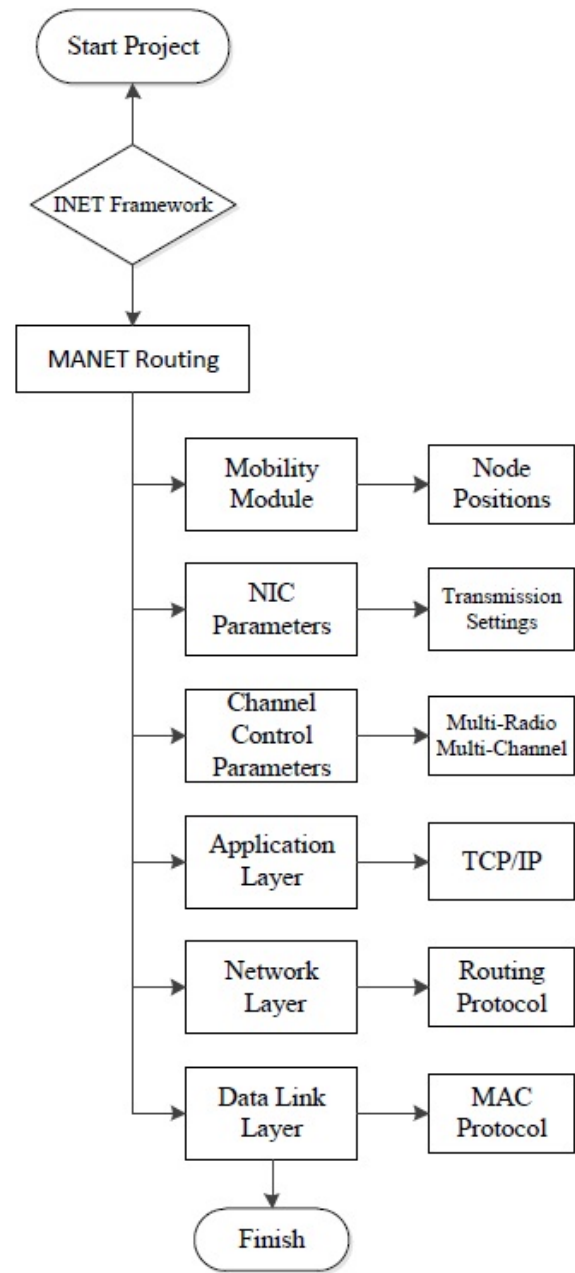 Start Project
INET Framework
MANET Routing
Mobility
Module
Node
Positions
NIC
Parameters
Transmission
Settings
Channel
Control
Parameters
Multi-Radio
Multi-Channel
Application
Layer
TCP/IP
Network
Layer
Routing
Protocol
Data Link
Layer
MAC
Protocol
Finish